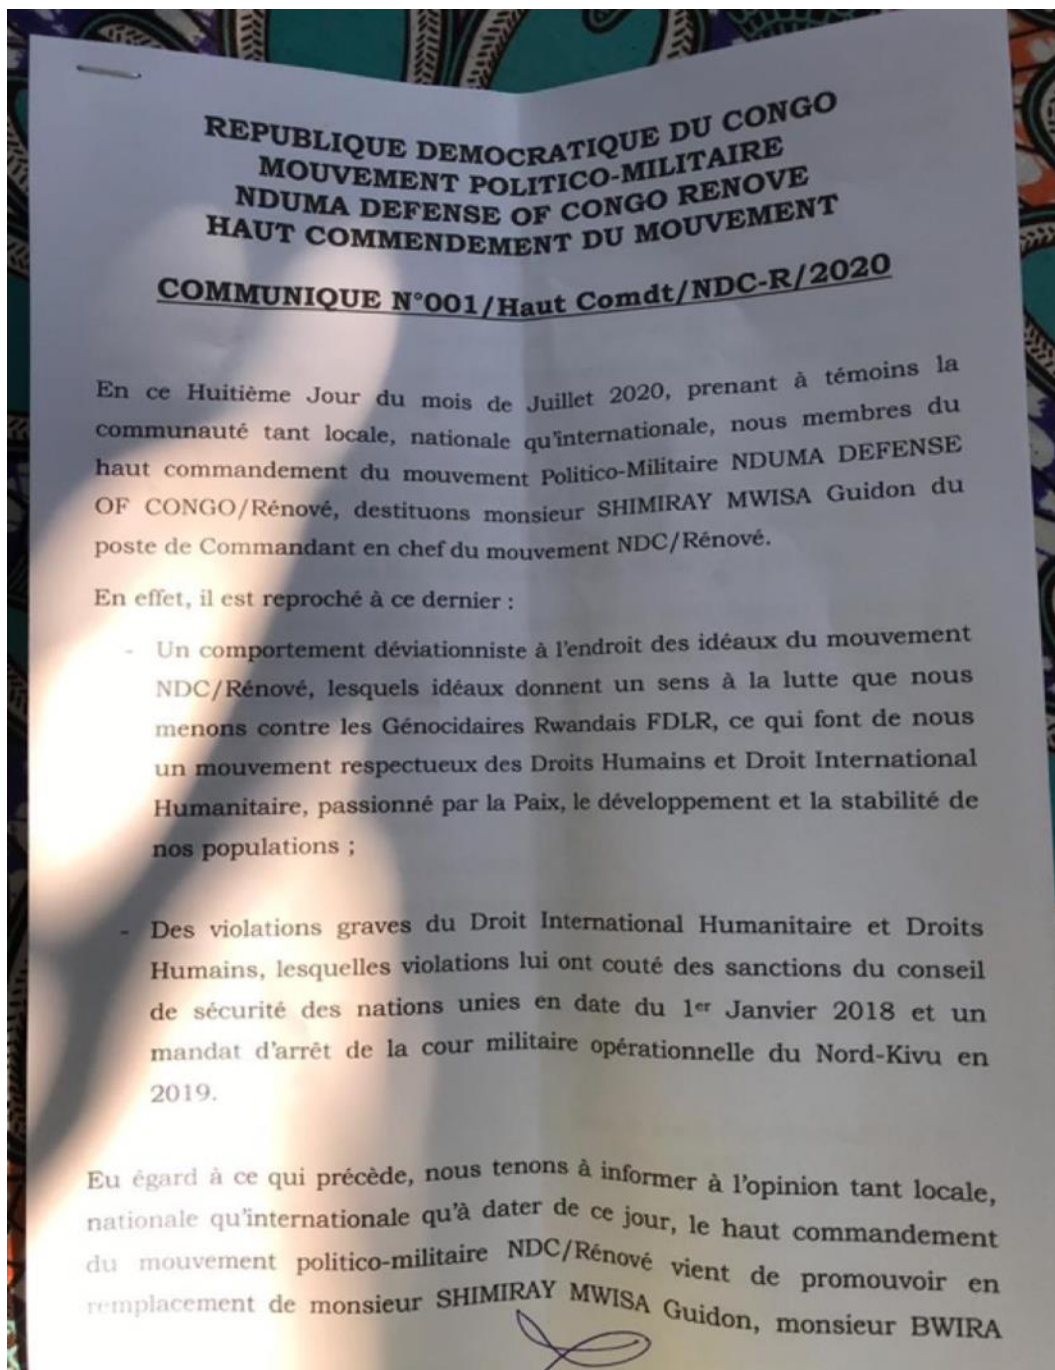 REPUBLIQUE DEMOCRATIQUE DU CONGO
MOUVEMENT POLITICO-MILITAIRE
NDUMA DEFENSE OF CONGO RENOVE
HAUT COMMENDEMENT DU MOUVEMENT
COMMUNIQUE N°001/Haut Comdt/NDC-R/2020
En ce Huitième Jour du mois de Juillet 2020, prenant à témoins la
communauté tant locale, nationale qu'internationale, nous membres du
haut commandement du mouvement Politico-Militaire NDUMA DEFENSE
OF CONGO/Rénové, destituons monsieur SHIMIRAY MWISA Guidon du
poste de Commandant en chef du mouvement NDC/Rénové.
En effet, il est reproché à ce dernier :
- Un comportement déviationniste à l'endroit des idéaux du mouvement
NDC/Rénové, lesquels idéaux donnent un sens à la lutte que nous
menons contre les Génocidaires Rwandais FDLR, ce qui font de nous
un mouvement respectueux des Droits Humains et Droit International
Humanitaire, passionné par la Paix, le développement et la stabilité de
nos populations ;
- Des violations graves du Droit International Humanitaire et Droits
Humains, lesquelles violations lui ont couté des sanctions du conseil
de sécurité des nations unies en date du 1er Janvier 2018 et un
mandat d'arrêt de la cour militaire opérationnelle du Nord-Kivu en
2019.
Eu égard à ce qui précède, nous tenons à informer à l'opinion tant locale,
nationale qu'internationale qu'à dater de ce jour, le haut commandement
du mouvement politico-militaire NDC/Rénové vient de promouvoir en
remplacement de monsieur SHIMIRAY MWISA Guidon, monsieur BWIRA